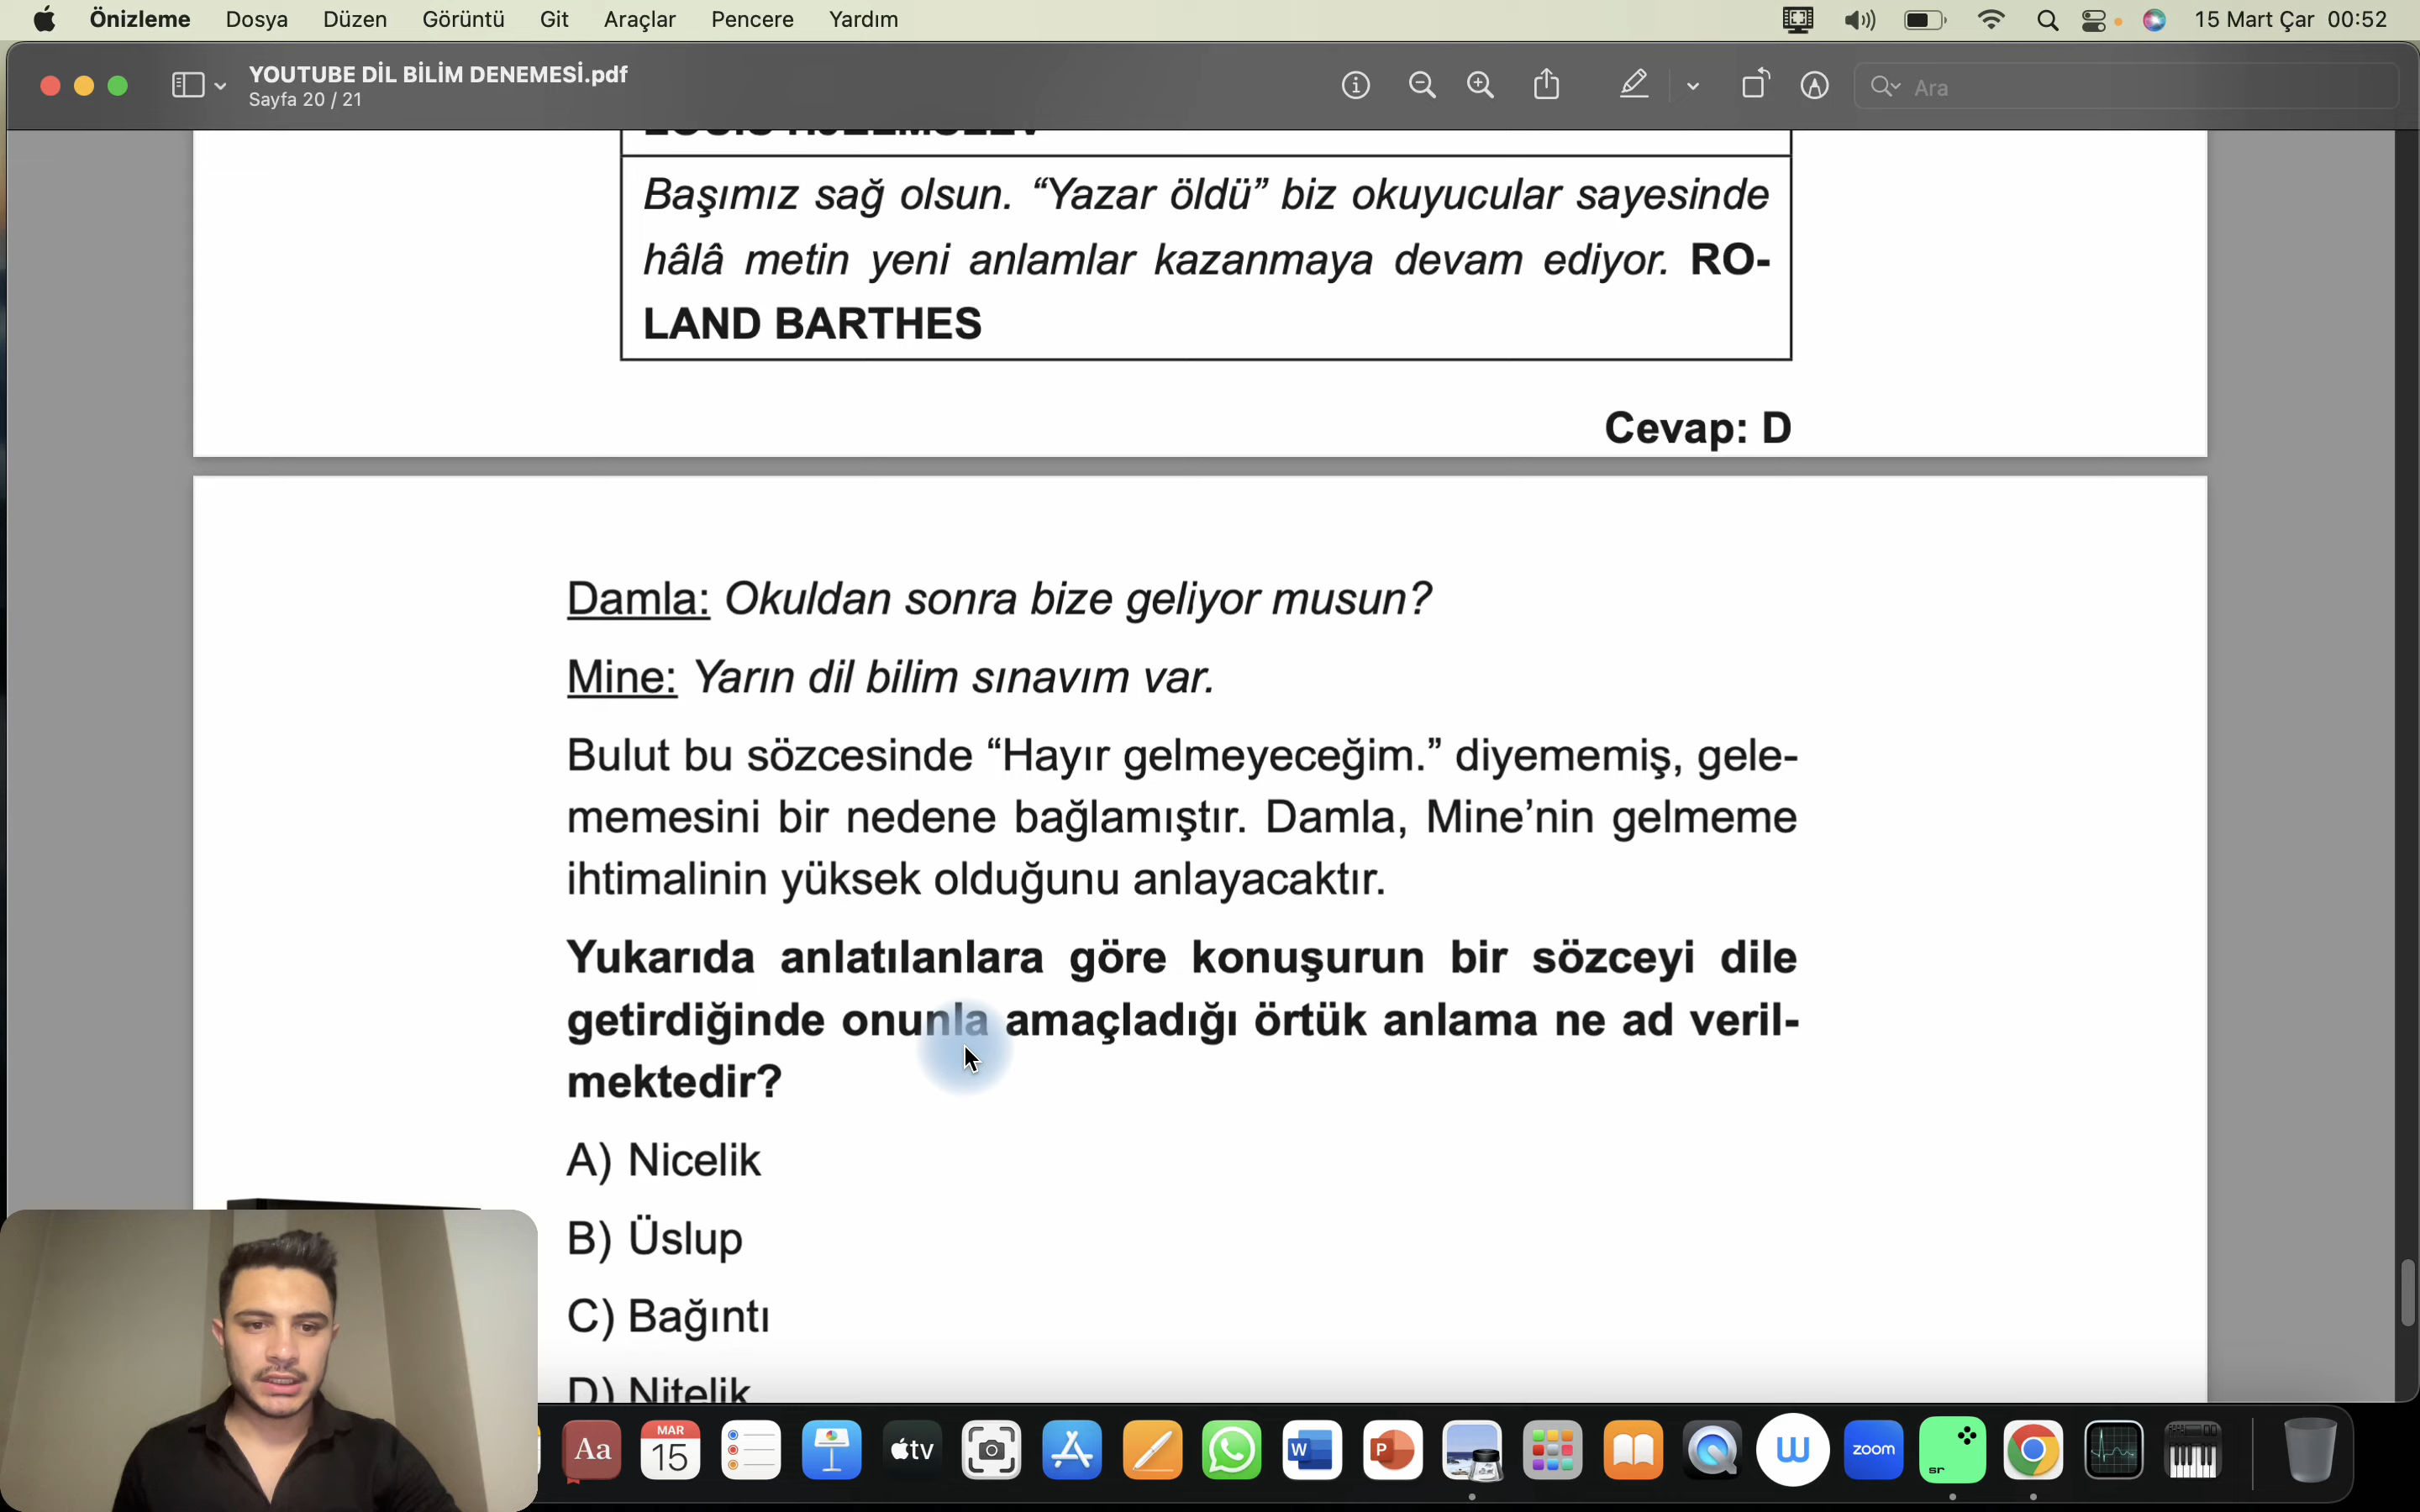 Önizleme Dosya Düzen Görüntü Git Araçlar Pencere Yardım 15 Mart Çar 00:52
YOUTUBE DİL BİLİM DENEMESİ.pdf
Sayfa 20 / 21
Ara
Başımız sağ olsun. “Yazar öldü” biz okuyucular sayesinde
hâlâ metin yeni anlamlar kazanmaya devam ediyor. RO-
LAND BARTHES
Cevap: D
Damla: Okuldan sonra bize geliyor musun?
Mine: Yarın dil bilim sınavım var.
Bulut bu sözcesinde “Hayır gelmeyeceğim.” diyememiş, gele-
memesini bir nedene bağlamıştır. Damla, Mine’nin gelmeme
ihtimalinin yüksek olduğunu anlayacaktır.
Yukarıda anlatılanlara göre konuşurun bir sözceyi dile
getirdiğinde onunla amaçladığı örtük anlama ne ad veril-
mektedir?
A) Nicelik
B) Üslup
C) Bağıntı
D) Nitelik
Aa MAR 15 tv W P W zoom sr